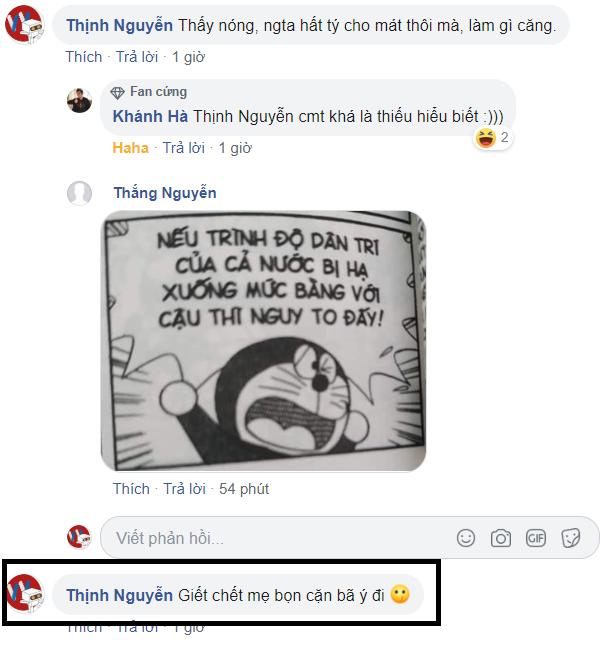 Thịnh Nguyễn Thấy nóng, ngta hất tý cho mát thôi mà, làm gì căng.
Thích · Trả lời · 1 giờ
Fan cứng
Khánh Hà Thịnh Nguyễn cmt khá là thiếu hiểu biết :)))
2
Haha · Trả lời · 1 giờ
Thắng Nguyễn
NẾU TRÌNH ĐỘ DÂN TRÍ
CỦA CẢ NƯỚC BỊ HẠ
XUỐNG MỨC BẰNG VỚI
CẬU THÌ NGUY TO ĐẤY!
Thích · Trả lời · 54 phút
Viết phản hồi...
GIF
Thịnh Nguyễn Giết chết mẹ bọn cặn bã ý đi 😶
Thích · Trả lời · 1 giờ